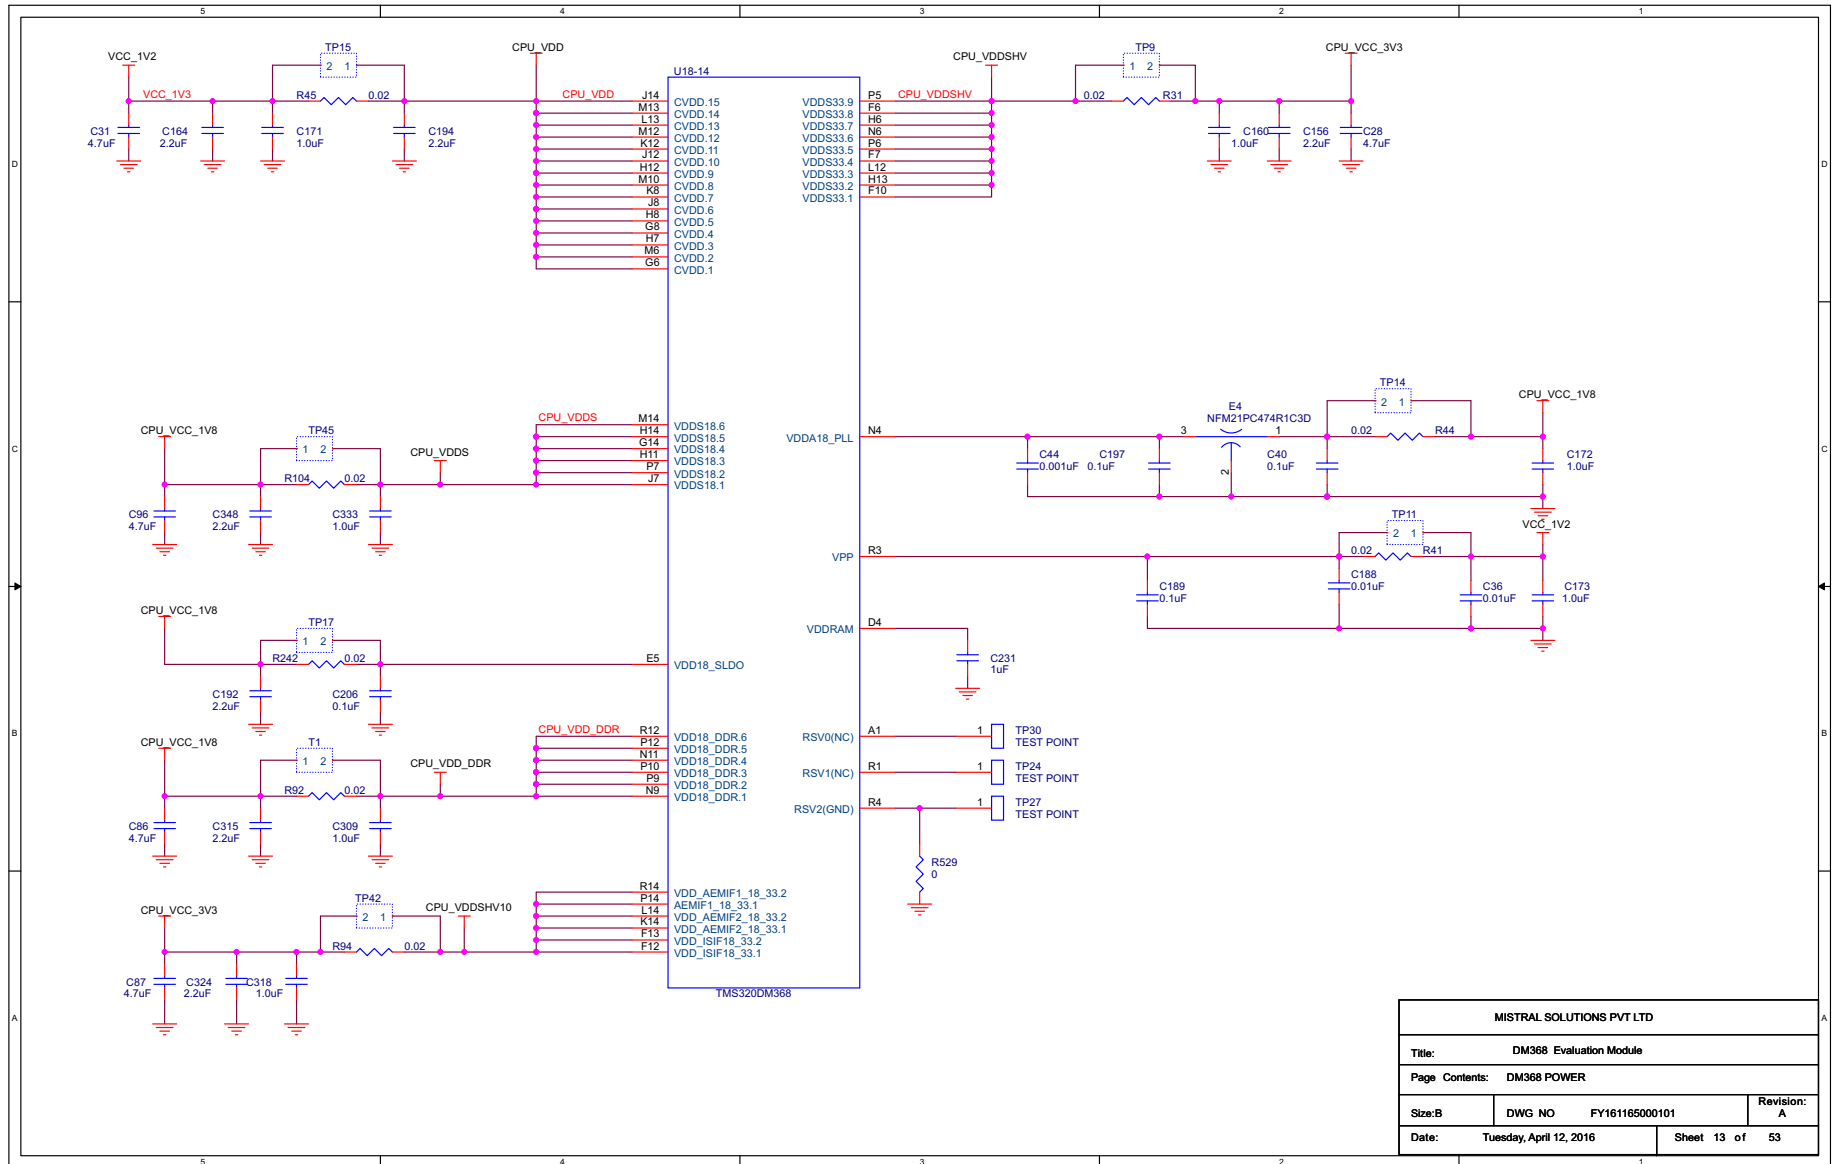 5 4 3 2 1
VCC_1V2
TP15
2 1
CPU_VDD
VCC_1V3
R45 0.02
CPU_VDD
C31
4.7uF
C164
2.2uF
C171
1.0uF
C194
2.2uF
U18-14
J14 CVDD.15
M13 CVDD.14
L13 CVDD.13
M12 CVDD.12
K12 CVDD.11
J12 CVDD.10
H12 CVDD.9
M10 CVDD.8
K8 CVDD.7
J8 CVDD.6
H8 CVDD.5
G8 CVDD.4
H7 CVDD.3
M6 CVDD.2
G6 CVDD.1
CPU_VDDSHV
TP9
1 2
CPU_VCC_3V3
VDDS33.9 P5 CPU_VDDSHV
VDDS33.8 F6
VDDS33.7 H6
VDDS33.6 N6
VDDS33.5 P6
VDDS33.4 F7
VDDS33.3 L12
VDDS33.2 H13
VDDS33.1 F10
0.02 R31
C160
1.0uF
C156
2.2uF
C28
4.7uF
D D
CPU_VCC_1V8
TP45
1 2
CPU_VDDS
CPU_VDDS
R104 0.02
M14 VDDS18.6
H14 VDDS18.5
G14 VDDS18.4
H11 VDDS18.3
P7 VDDS18.2
J7 VDDS18.1
C96
4.7uF
C348
2.2uF
C333
1.0uF
VDDA18_PLL N4
C44
0.001uF
C197
0.1uF
E4
NFM21PC474R1C3D
3 1
2
C40
0.1uF
TP14
2 1
0.02 R44
CPU_VCC_1V8
C172
1.0uF
C C
VPP R3
C189
0.1uF
TP11
2 1
0.02 R41
VCC_1V2
C188
0.01uF
C36
0.01uF
C173
1.0uF
CPU_VCC_1V8
TP17
1 2
R242 0.02
E5 VDD18_SLDO
C192
2.2uF
C206
0.1uF
VDDRAM D4
C231
1uF
CPU_VCC_1V8
T1
1 2
CPU_VDD_DDR
CPU_VDD_DDR
R92 0.02
R12 VDD18_DDR.6
P12 VDD18_DDR.5
N11 VDD18_DDR.4
P10 VDD18_DDR.3
P9 VDD18_DDR.2
N9 VDD18_DDR.1
C86
4.7uF
C315
2.2uF
C309
1.0uF
RSV0(NC) A1 1 TP30
TEST POINT
RSV1(NC) R1 1 TP24
TEST POINT
RSV2(GND) R4 1 TP27
TEST POINT
R529
0
B B
CPU_VCC_3V3
TP42
2 1
CPU_VDDSHV10
R94 0.02
R14 VDD_AEMIF1_18_33.2
P14 AEMIF1_18_33.1
L14 VDD_AEMIF2_18_33.2
K14 VDD_AEMIF2_18_33.1
F13 VDD_ISIF18_33.2
F12 VDD_ISIF18_33.1
C87
4.7uF
C324
2.2uF
C318
1.0uF
TMS320DM368
A A
MISTRAL SOLUTIONS PVT LTD
Title: DM368 Evaluation Module
Page Contents: DM368 POWER
Size:B DWG NO FY161165000101 Revision:
A
Date: Tuesday, April 12, 2016 Sheet 13 of 53
5 4 3 2 1